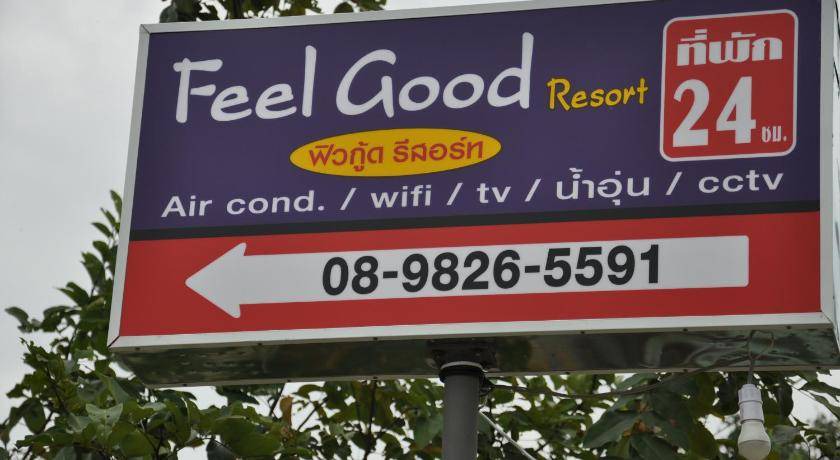 Feel Good Resort
ที่พัก
24 ชม.
ฟิวกู้ด รีสอร์ท
Air cond. / wifi / tv / น้ำอุ่น / cctv
08-9826-5591